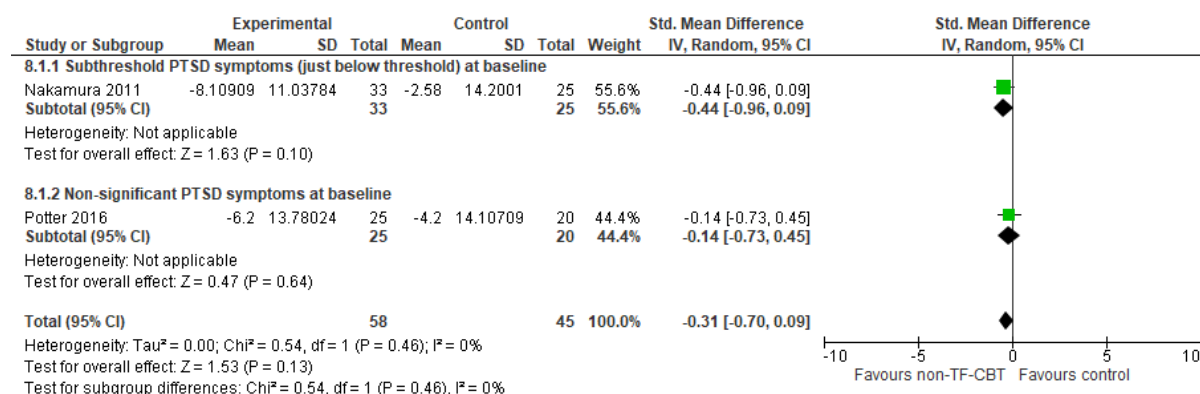 Experimental Control Std. Mean Difference Std. Mean Difference
Study or Subgroup Mean SD Total Mean SD Total Weight IV, Random, 95% CI IV, Random, 95% CI
8.1.1 Subthreshold PTSD symptoms (just below threshold) at baseline
Nakamura 2011 -8.10909 11.03784 33 -2.58 14.2001 25 55.6% -0.44 [-0.96, 0.09]
Subtotal (95% CI) 33 25 55.6% -0.44 [-0.96, 0.09]
Heterogeneity: Not applicable
Test for overall effect: Z = 1.63 (P = 0.10)
8.1.2 Non-significant PTSD symptoms at baseline
Potter 2016 -6.2 13.78024 25 -4.2 14.10709 20 44.4% -0.14 [-0.73, 0.45]
Subtotal (95% CI) 25 20 44.4% -0.14 [-0.73, 0.45]
Heterogeneity: Not applicable
Test for overall effect: Z = 0.47 (P = 0.64)
Total (95% CI) 58 45 100.0% -0.31 [-0.70, 0.09]
Heterogeneity: Tau² = 0.00; Chi² = 0.54, df = 1 (P = 0.46); I² = 0%
Test for overall effect: Z = 1.53 (P = 0.13)
Test for subgroup differences: Chi² = 0.54, df = 1 (P = 0.46), I² = 0%
-10 -5 0 5 10
Favours non-TF-CBT Favours control